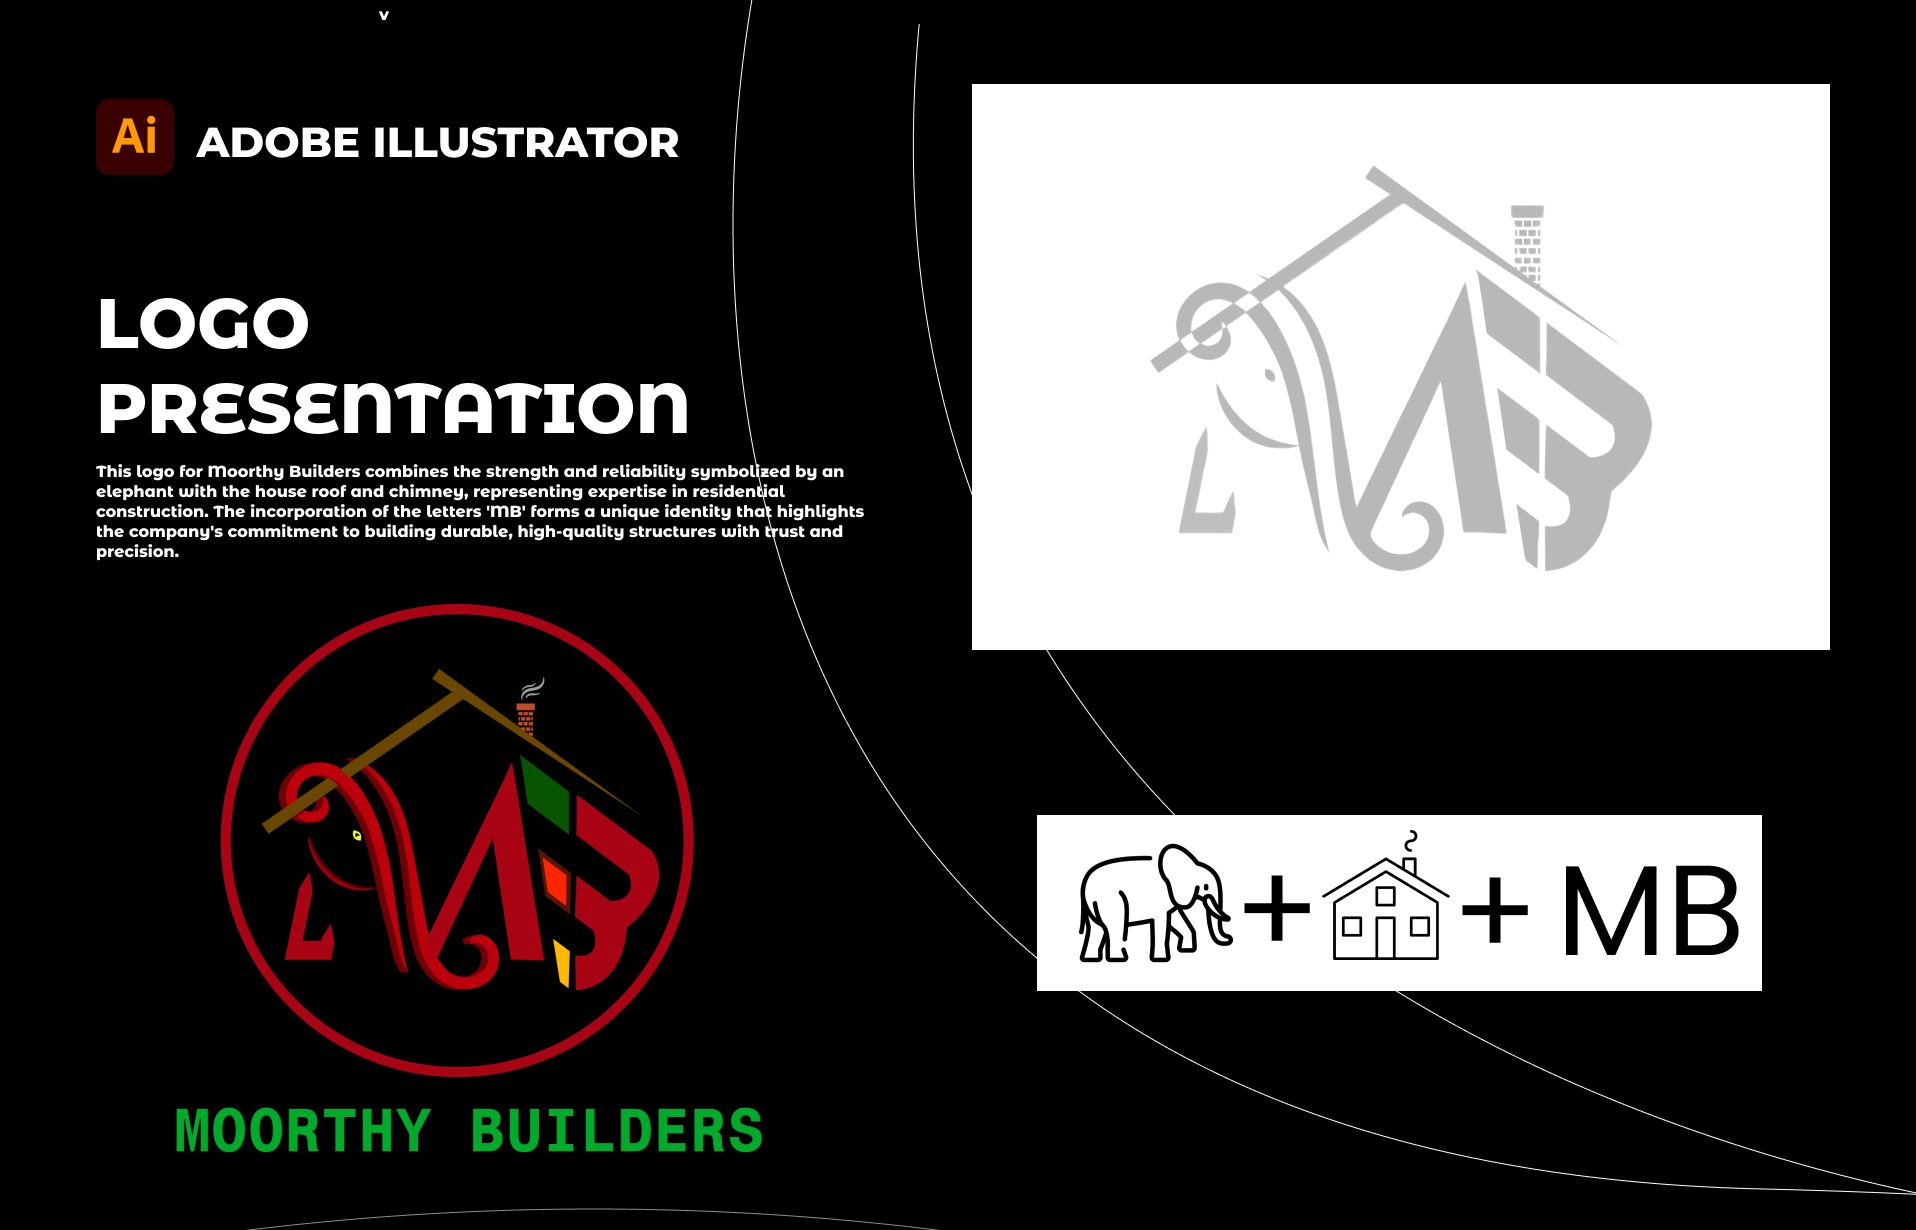 v
Ai ADOBE ILLUSTRATOR
LOGO
PRESENTATION
This logo for Moorthy Builders combines the strength and reliability symbolized by an
elephant with the house roof and chimney, representing expertise in residential
construction. The incorporation of the letters 'MB' forms a unique identity that highlights
the company's commitment to building durable, high-quality structures with trust and
precision.
MB
MB
MOORTHY BUILDERS
+ + MB